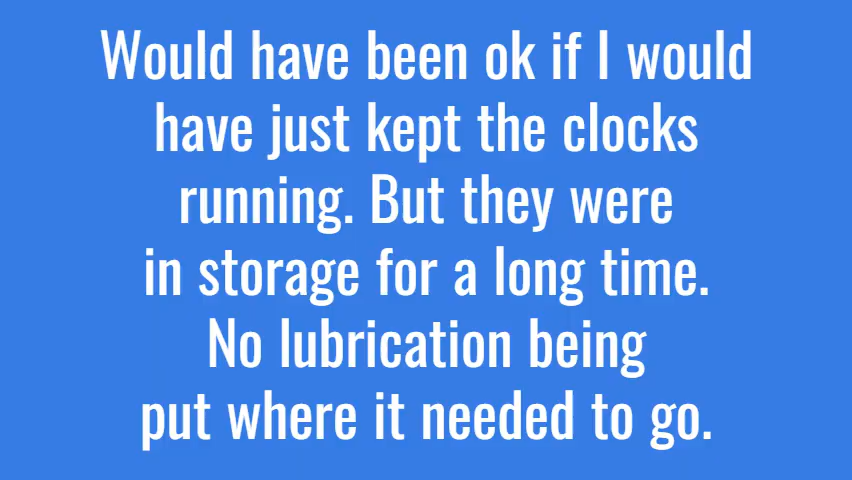 Would have been ok if I would
have just kept the clocks
running. But they were
in storage for a long time.
No lubrication being
put where it needed to go.